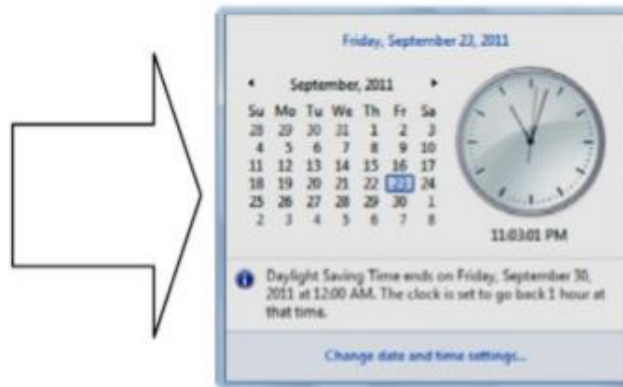 Friday, September 23, 2011
September, 2011
Su Mo Tu We Th Fr Sa
28 29 30 31 1 2 3
4 5 6 7 8 9 10
11 12 13 14 15 16 17
18 19 20 21 22 23 24
25 26 27 28 29 30 1
2 3 4 5 6 7 8
11:03:01 PM
Daylight Saving Time ends on Friday, September 30,
2011 at 12:00 AM. The clock is set to go back 1 hour at
that time.
Change date and time settings...